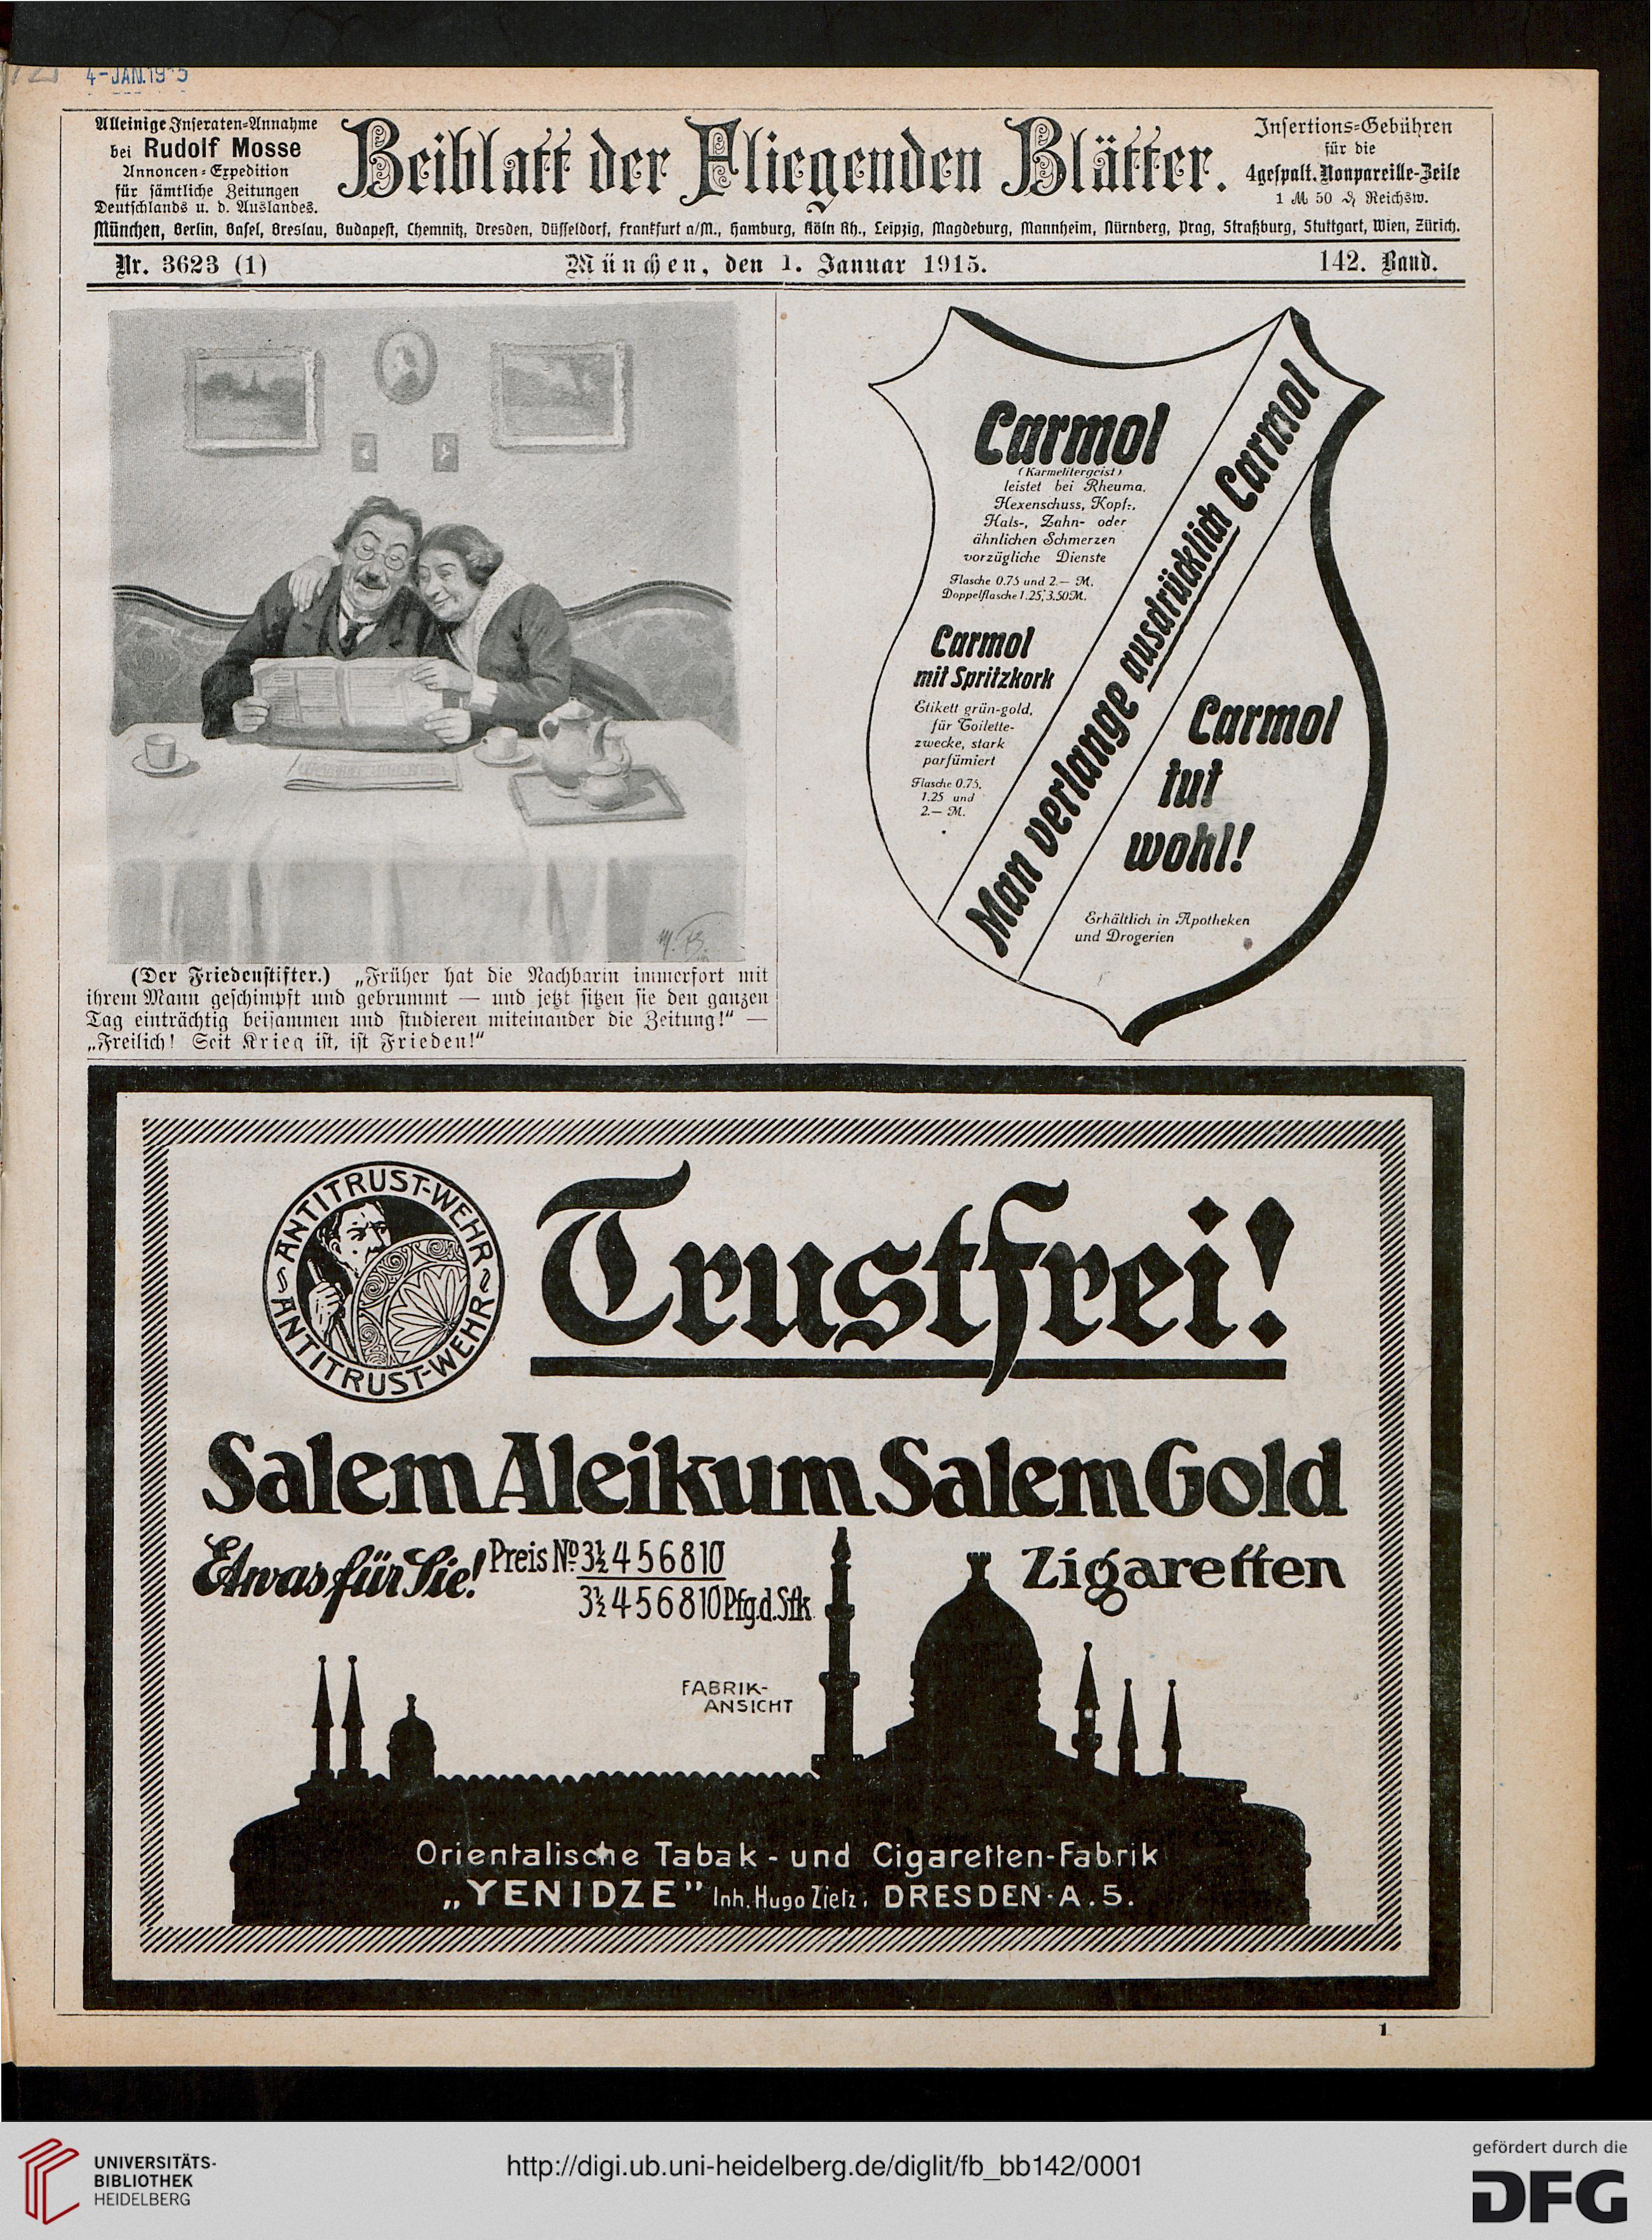 4-JAN.19
Alleinige Inseraten-Annahme
bei Rudolf Mosse
Annoncen-Expedition
für sämtliche Zeitungen
Deutschlands u. d. Auslandes.
Beiblatt der Fliegenden Blätter.
Insertions-Gebühren
für die
4gespalt. Nonpareille-Zeile
1 M 50 ₰ Reichsw.
München, Berlin, Basel, Breslau, Budapest, Chemnitz, Dresden, Düsseldorf, Frankfurt a/M., Hamburg, Köln Rh., Leipzig, Magdeburg, Mannheim, Nürnberg, Prag, Straßburg, Stuttgart, Wien, Zürich.
Nr. 3623 (1)
München, den 1. Januar 1915.
142. Band.
(Der Friedenstifter.) „Früher hat die Nachbarin immerfort mit
ihrem Mann geschimpft und gebrummt — und jetzt sitzen sie den ganzen
Tag einträchtig beisammen und studieren miteinander die Zeitung!“ —
„Freilich! Seit Krieg ist, ist Frieden!“
Carmol
(Karmelitergeist)
leistet bei Rheuma,
Hexenschuss, Kopf-,
Hals-, Zahn- oder
ähnlichen Schmerzen
vorzügliche Dienste
Flasche 0.75 und 2.— M.
Doppelflasche 1.25, 3.50 M.
Carmol
mit Spritzkork
Etikett grün-gold,
für Toilette-
zwecke, stark
parfümiert
Flasche 0.75,
1.25 und
2.— M.
Man verlange ausdrücklich Carmol
Carmol
tut
wohl!
Erhältlich in Apotheken
und Drogerien
ANTITRUST-WEHR
ANTITRUST-WEHR
Trustfrei!
Salem Aleikum Salem Gold
Etwas für Sie!
Preis No 3½ 4 5 6 8 10
3½ 4 5 6 8 10 Pfg.d.Stk.
Zigaretten
FABRIK-
ANSICHT
Orientalische Tabak- und Cigaretten-Fabrik
„YENIDZE” Inh. Hugo Zietz, DRESDEN-A.5.
1
UNIVERSITÄTS-
BIBLIOTHEK
HEIDELBERG
http://digi.ub.uni-heidelberg.de/diglit/fb_bb142/0001
gefördert durch die
DFG